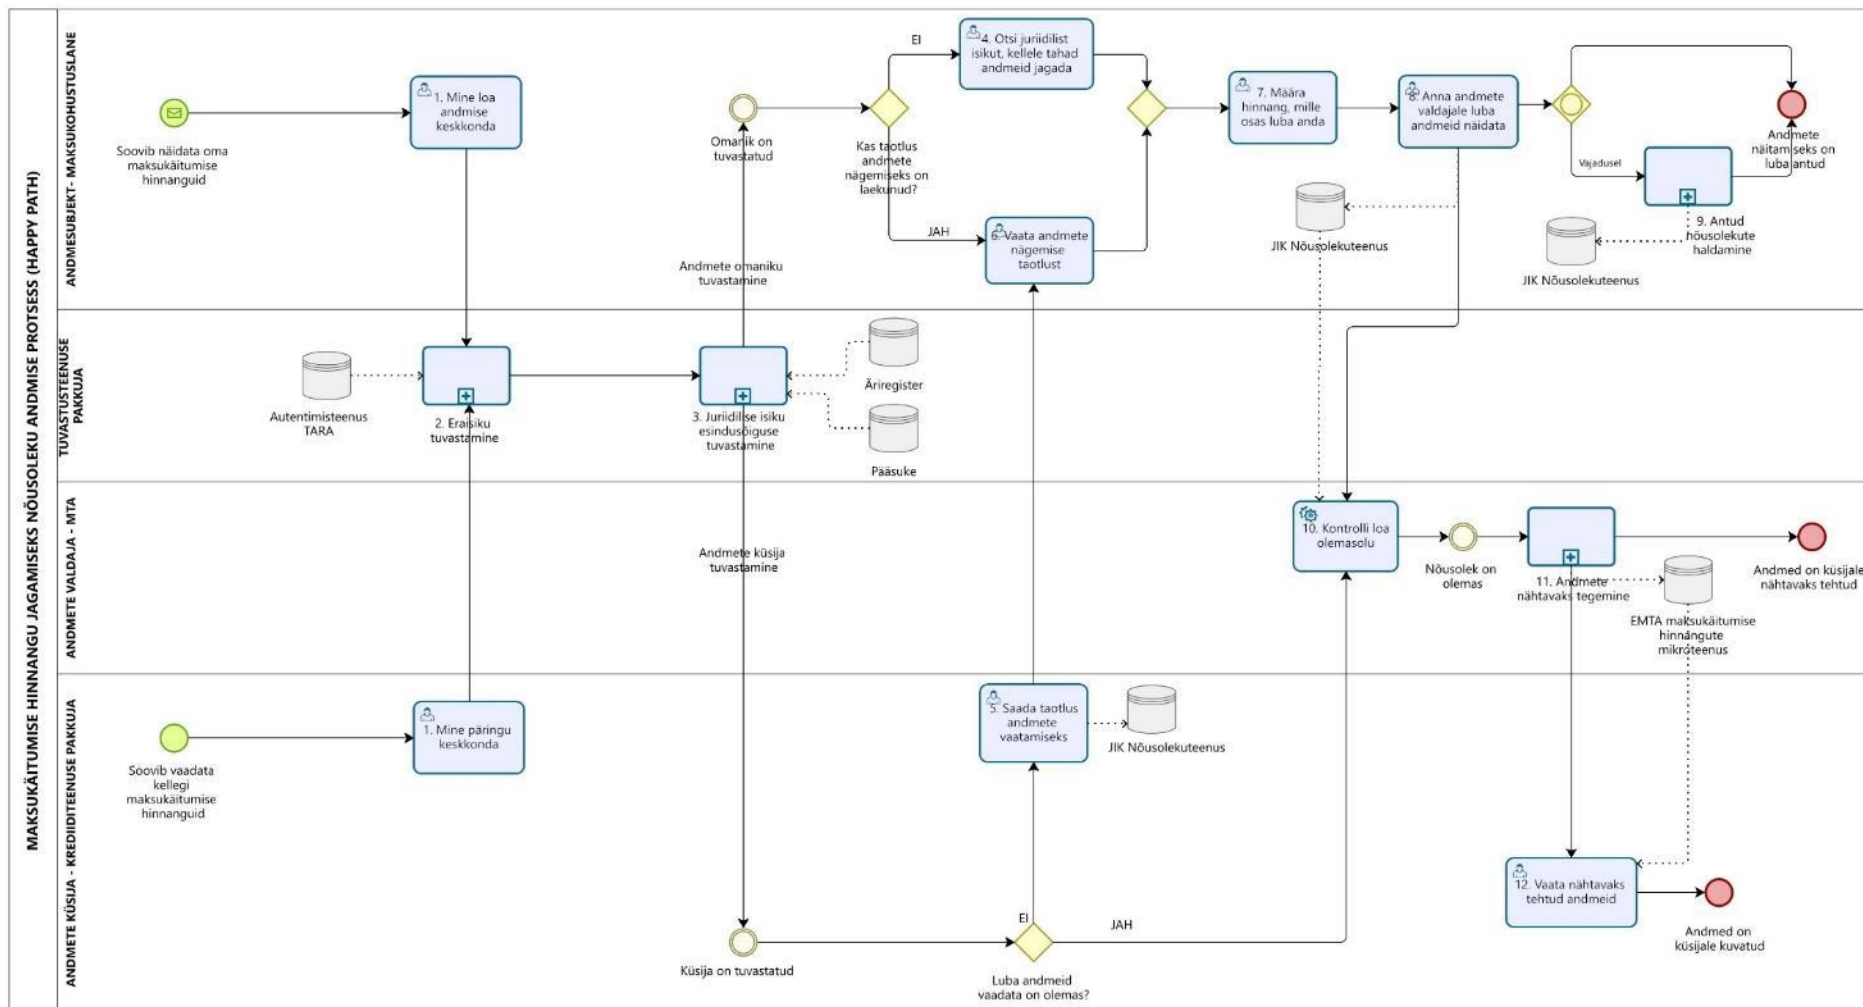 MAKSUKÄITUMISE HINNANGU JAGAMISEKS NÕUSOLEKU ANDMISE PROTSESS (HAPPY PATH)
ANDMESUBJEKT- MAKSUKOHUSTUSLANE
Soovib näidata oma
maksukäitumise
hinnanguid
1. Mine loa
andmise
keskkonda
Omanik on
tuvastatud
Andmete omaniku
tuvastamine
Kas taotlus
andmete
nägemiseks on
laekunud?
EI
JAH
4. Otsi juriidilist
isikut, kellele tahad
andmeid jagada
6. Vaata andmete
nägemise
taotlust
7. Määra
hinnang, mille
osas luba anda
8. Anna andmete
valdajale luba
andmeid näidata
JIK Nõusolekuteenus
Vajadusel
9. Antud
nõusolekute
haldamine
JIK Nõusolekuteenus
Andmete
näitamiseks on
luba antud
TUVASTUSTEENUSE
PAKKUJA
Autentimisteenus
TARA
2. Eraisiku
tuvastamine
3. Juriidilise isiku
esindusõiguse
tuvastamine
Äriregister
Pääsuke
ANDMETE VALDAJA - MTA
Andmete küsija
tuvastamine
10. Kontrolli loa
olemasolu
Nõusolek on
olemas
11. Andmete
nähtavaks tegemine
EMTA maksukäitumise
hinnangute
mikroteenus
Andmed on küsijale
nähtavaks tehtud
ANDMETE KÜSIJA - KREDIIDITEENUSE PAKUJA
Soovib vaadata
kellegi
maksukäitumise
hinnanguid
1. Mine päringu
keskkonda
Küsija on tuvastatud
5. Saada taotlus
andmete
vaatamiseks
JIK Nõusolekuteenus
EI
JAH
Luba andmeid
vaadata on olemas?
12. Vaata nähtavaks
tehtud andmeid
Andmed on
küsijale kuvatud